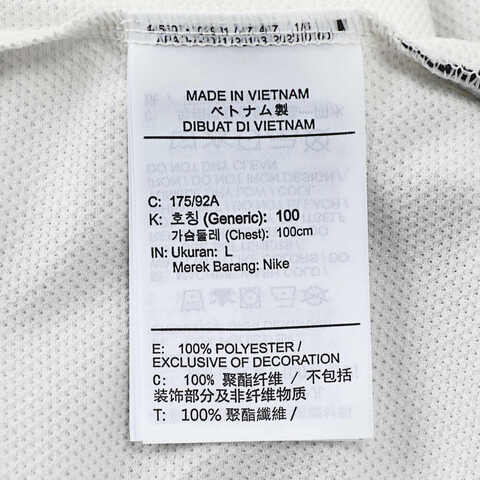 MADE IN VIETNAM
ベトナム製
DIBUAT DI VIETNAM
C: 175/92A
K: 호칭 (Generic): 100
가슴둘레 (Chest): 100cm
IN: Ukuran: L
Merek Barang: Nike
E: 100% POLYESTER /
EXCLUSIVE OF DECORATION
C: 100% 聚酯纤维 / 不包括
装饰部分及非纤维物质
T: 100% 聚酯纖維 /